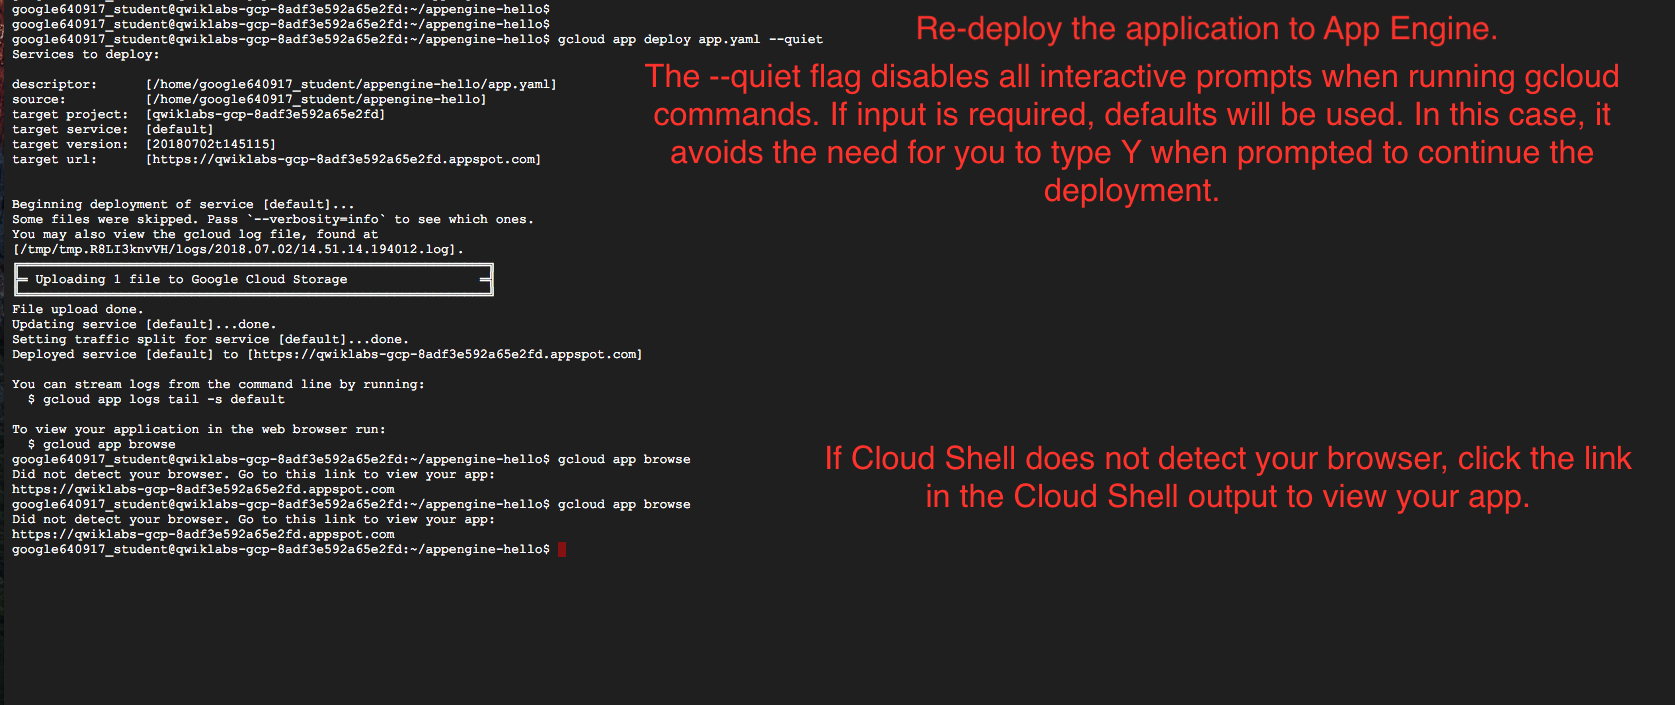 google640917_student@qwiklabs-gcp-8adf3e592a65e2fd:~/appengine-hello$
google640917_student@qwiklabs-gcp-8adf3e592a65e2fd:~/appengine-hello$
google640917_student@qwiklabs-gcp-8adf3e592a65e2fd:~/appengine-hello$ gcloud app deploy app.yaml --quiet
Services to deploy:
descriptor:      [/home/google640917_student/appengine-hello/app.yaml]
source:          [/home/google640917_student/appengine-hello]
target project:  [qwiklabs-gcp-8adf3e592a65e2fd]
target service:  [default]
target version:  [20180702t145115]
target url:      [https://qwiklabs-gcp-8adf3e592a65e2fd.appspot.com]
Re-deploy the application to App Engine.
The --quiet flag disables all interactive prompts when running gcloud
commands. If input is required, defaults will be used. In this case, it
avoids the need for you to type Y when prompted to continue the
deployment.
Beginning deployment of service [default]...
Some files were skipped. Pass `--verbosity=info` to see which ones.
You may also view the gcloud log file, found at
[/tmp/tmp.R8LI3knvVH/logs/2018.07.02/14.51.14.194012.log].
Uploading 1 file to Google Cloud Storage
File upload done.
Updating service [default]...done.
Setting traffic split for service [default]...done.
Deployed service [default] to [https://qwiklabs-gcp-8adf3e592a65e2fd.appspot.com]
You can stream logs from the command line by running:
$ gcloud app logs tail -s default
To view your application in the web browser run:
$ gcloud app browse
google640917_student@qwiklabs-gcp-8adf3e592a65e2fd:~/appengine-hello$ gcloud app browse
Did not detect your browser. Go to this link to view your app:
https://qwiklabs-gcp-8adf3e592a65e2fd.appspot.com
google640917_student@qwiklabs-gcp-8adf3e592a65e2fd:~/appengine-hello$ gcloud app browse
Did not detect your browser. Go to this link to view your app:
https://qwiklabs-gcp-8adf3e592a65e2fd.appspot.com
google640917_student@qwiklabs-gcp-8adf3e592a65e2fd:~/appengine-hello$
If Cloud Shell does not detect your browser, click the link
in the Cloud Shell output to view your app.